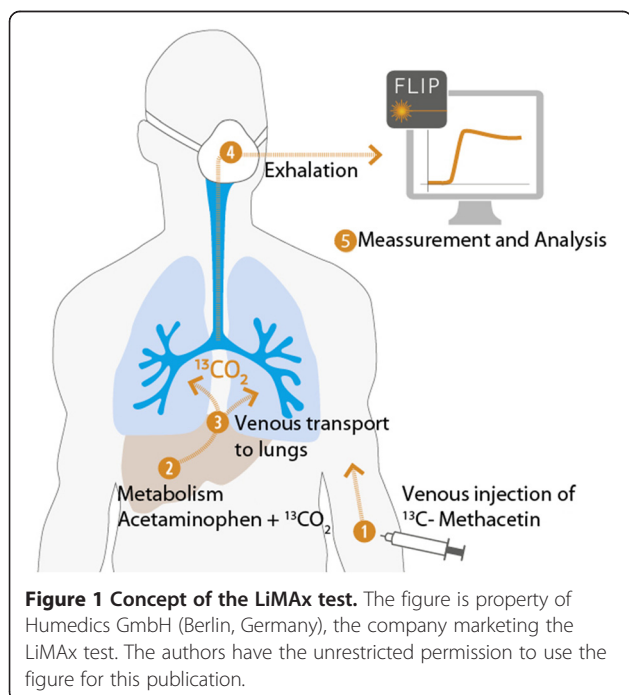 FLIP
4
Exhalation
5 Meassurement and Analysis
¹³CO₂
3 Venous transport
to lungs
2
Metabolism
Acetaminophen + ¹³CO₂
Venous injection of
¹³C- Methacetin
1
Figure 1 Concept of the LiMAx test. The figure is property of
Humedics GmbH (Berlin, Germany), the company marketing the
LiMAx test. The authors have the unrestricted permission to use the
figure for this publication.